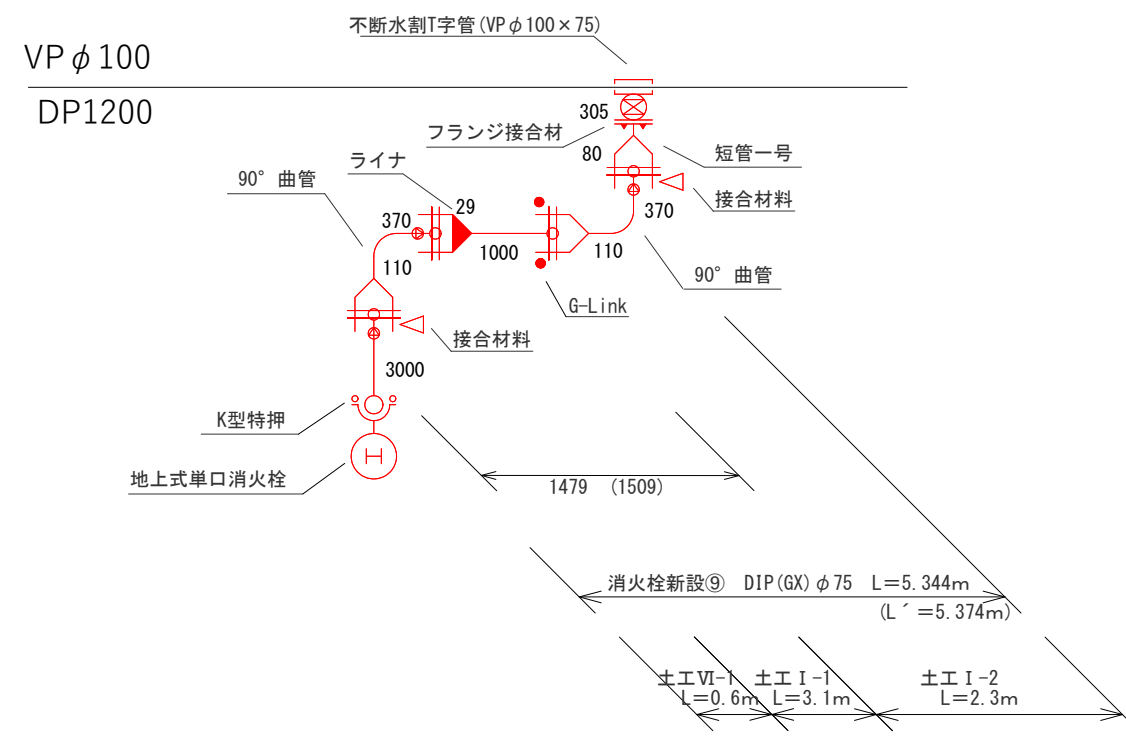 不断水割T字管(VPφ100×75)
VPφ100
DP1200
305
フランジ接合材
80
短管一号
ライナ
90°曲管
接合材料
29
370
370
1000
110
110
90°曲管
G-Link
接合材料
3000
K型特押
H
地上式単口消火栓
1479 (1509)
消火栓新設⑨ DIP(GX)φ75 L=5.344m
(L´=5.374m)
土工Ⅵ-1 土工Ⅰ-1 土工Ⅰ-2
L=0.6m L=3.1m L=2.3m